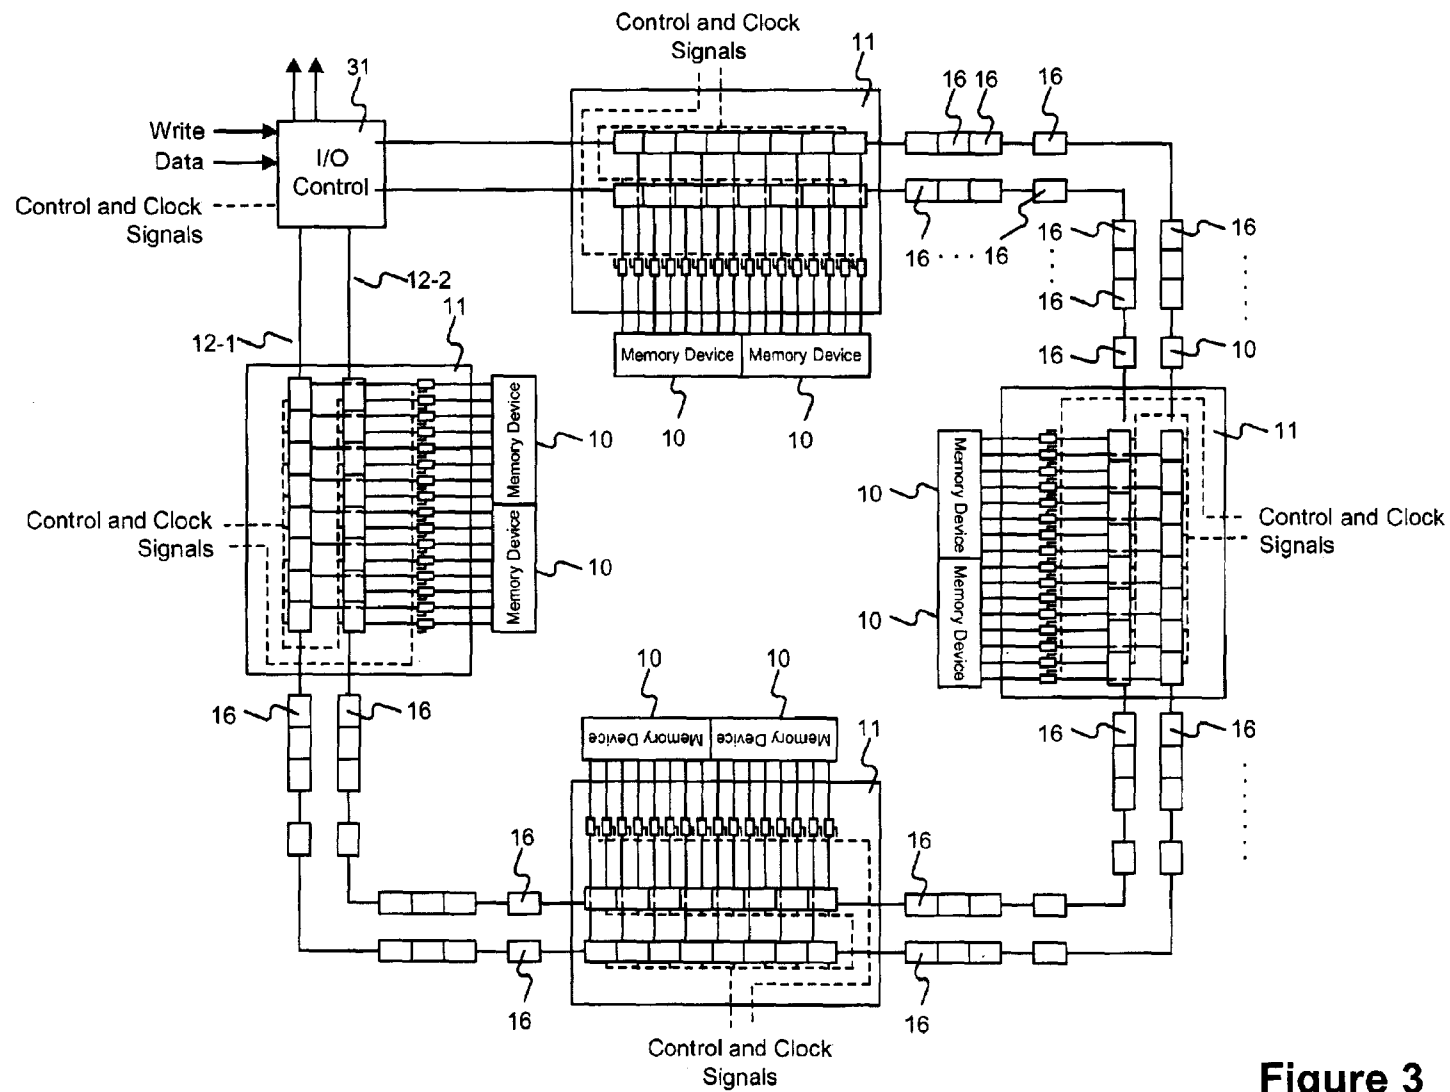 Control and Clock
Signals
11
31
16 16 16
Write
Data
I/O
Control
Control and Clock
Signals
16 . . . . 16
16
16
16
12-2
12-1
11
16
10
Memory Device Memory Device
10 10
11
Memory Device
10
Memory Device
10
Memory Device
10
Memory Device
10
Control and Clock
Signals
Control and Clock
Signals
10 10
16 16
Memory Device Memory Device
11
16 16
16
16
16
16
Control and Clock
Signals
Figure 3